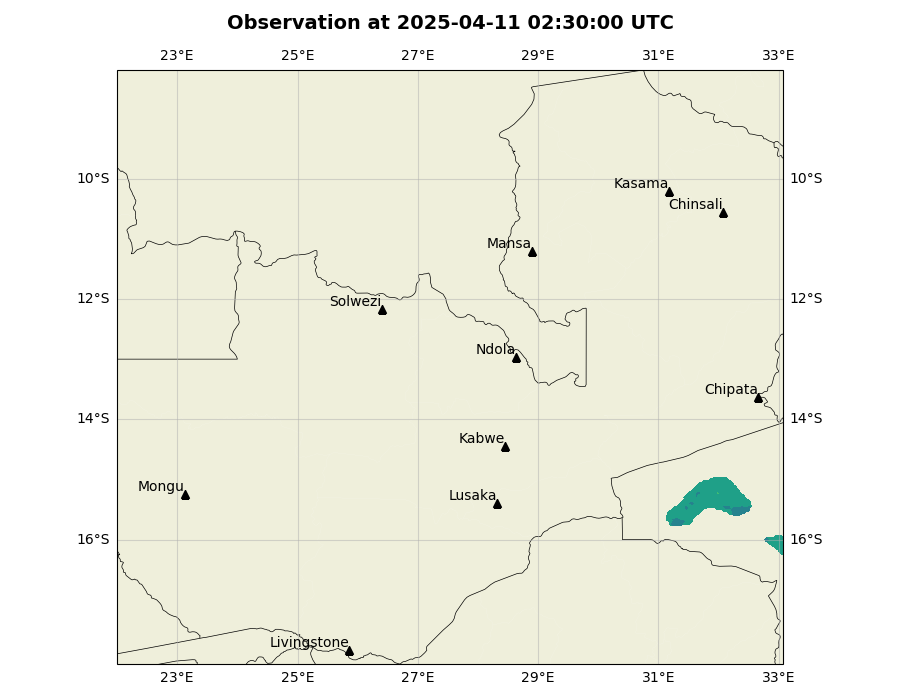 Observation at 2025-04-11 02:30:00 UTC
23°E 25°E 27°E 29°E 31°E 33°E
10°S 10°S
Kasama
Chinsali
Mansa
12°S 12°S
Solwezi
Ndola
Chipata
14°S 14°S
Kabwe
Mongu
Lusaka
16°S 16°S
Livingstone
23°E 25°E 27°E 29°E 31°E 33°E